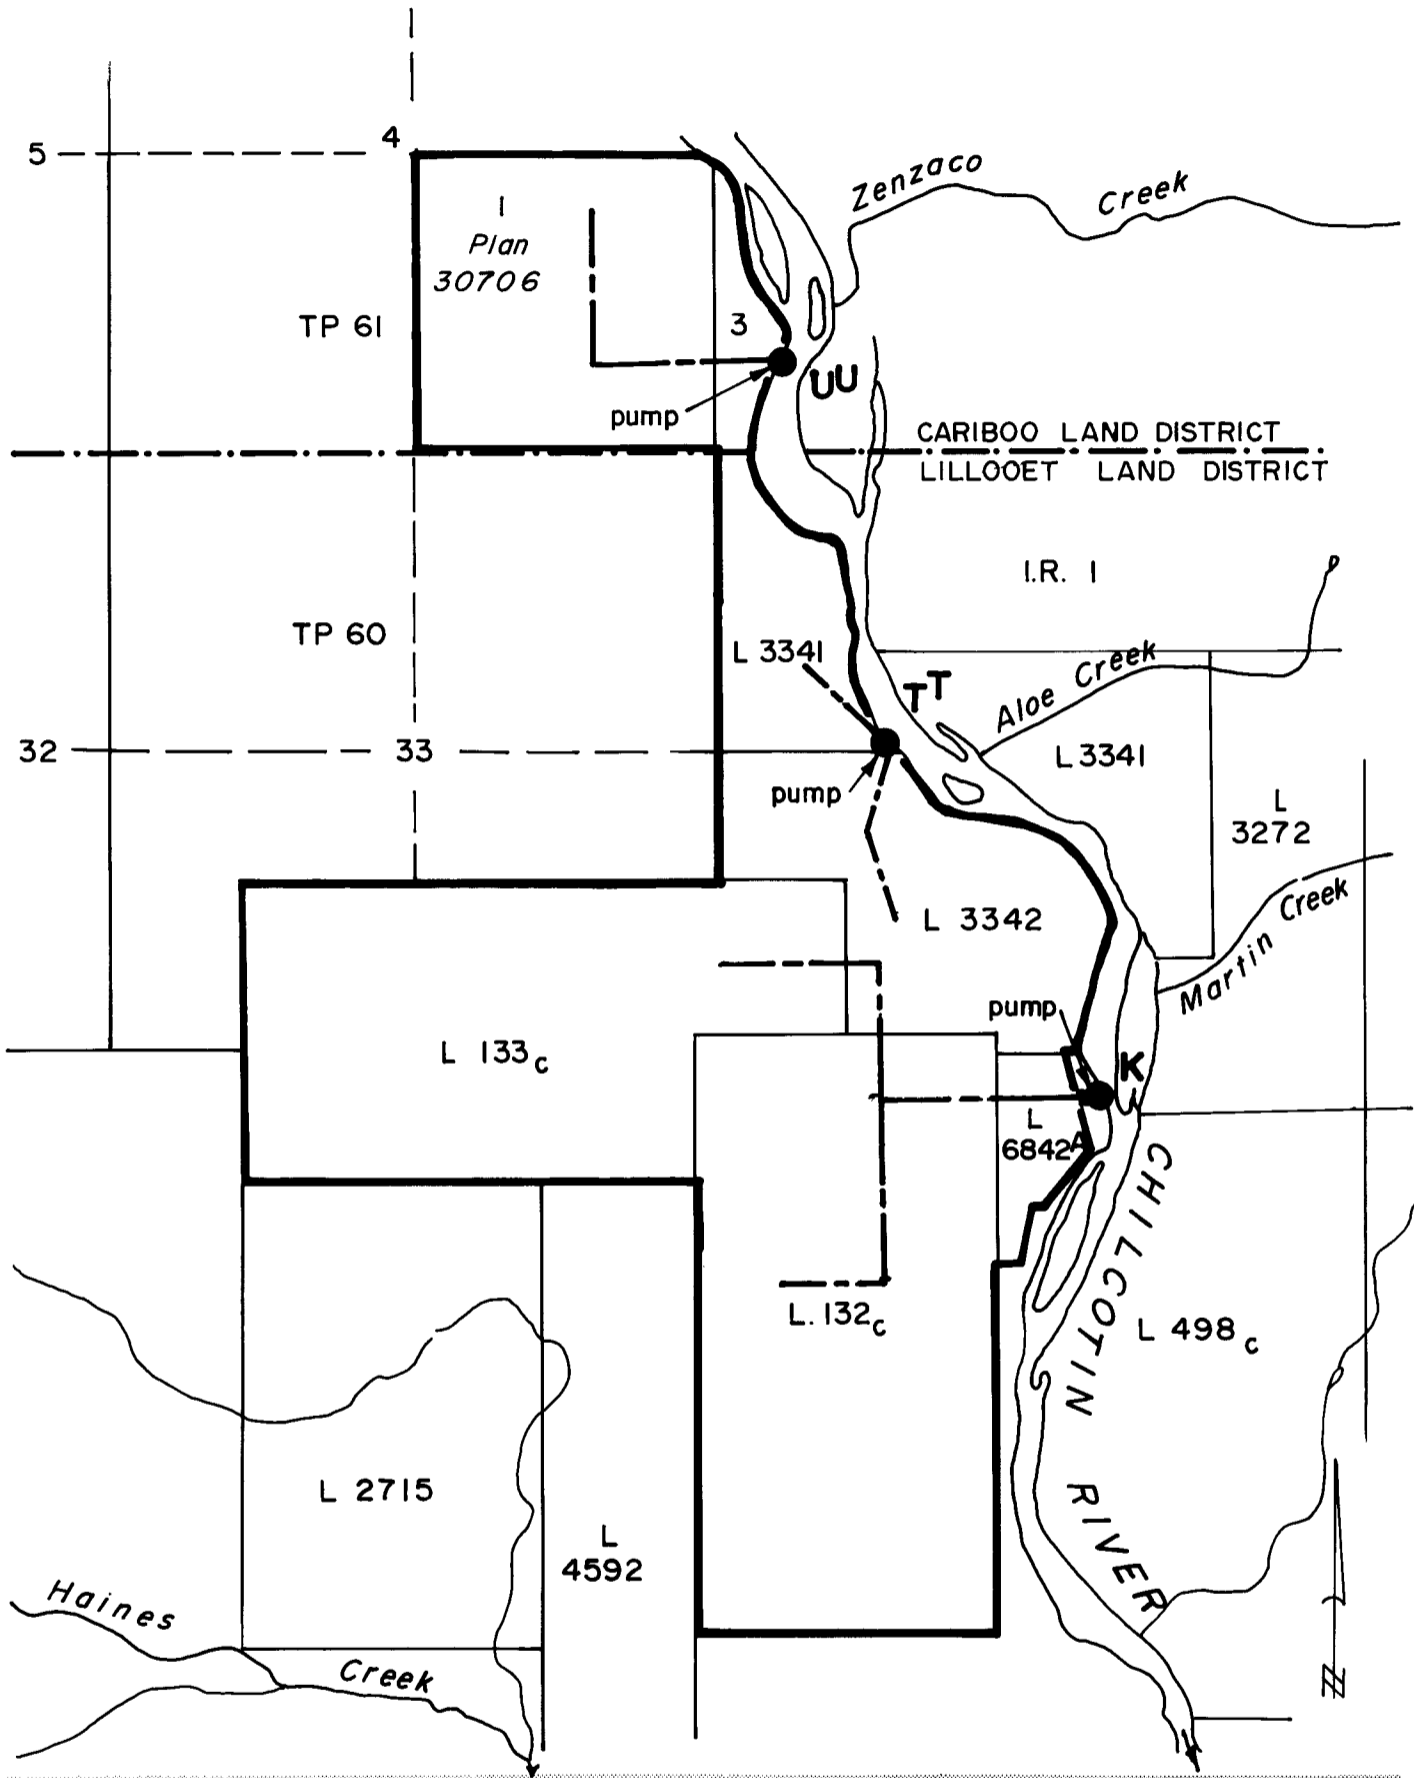 4
5
Zenzaco Creek
1
Plan
30706
TP 61
3
UU
pump
CARIBOO LAND DISTRICT
LILLOOET LAND DISTRICT
I.R. 1
TP 60
L 3341
TT
Aloe Creek
32
33
L 3341
pump
L
3272
L 3342
Martin Creek
pump
L 133c
K
L
6842A
CHILCOTIN RIVER
L. 132c
L 498c
L 2715
L
4592
Haines Creek
N